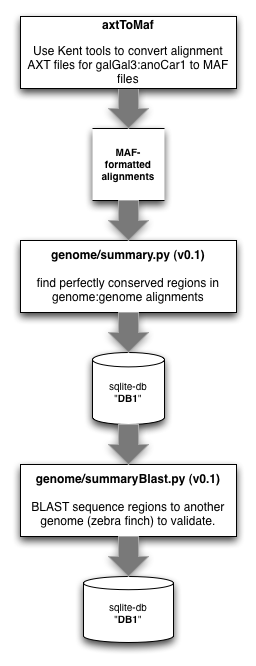 axtToMaf
Use Kent tools to convert alignment
AXT files for galGal3:anoCar1 to MAF
files
MAF-
formatted
alignments
genome/summary.py (v0.1)
find perfectly conserved regions in
genome:genome alignments
sqlite-db
"DB1"
genome/summaryBlast.py (v0.1)
BLAST sequence regions to another
genome (zebra finch) to validate.
sqlite-db
"DB1"